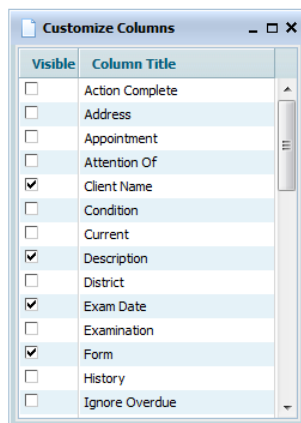 Customize Columns
Visible Column Title
Action Complete
Address
Appointment
Attention Of
Client Name
Condition
Current
Description
District
Exam Date
Examination
Form
History
Ignore Overdue